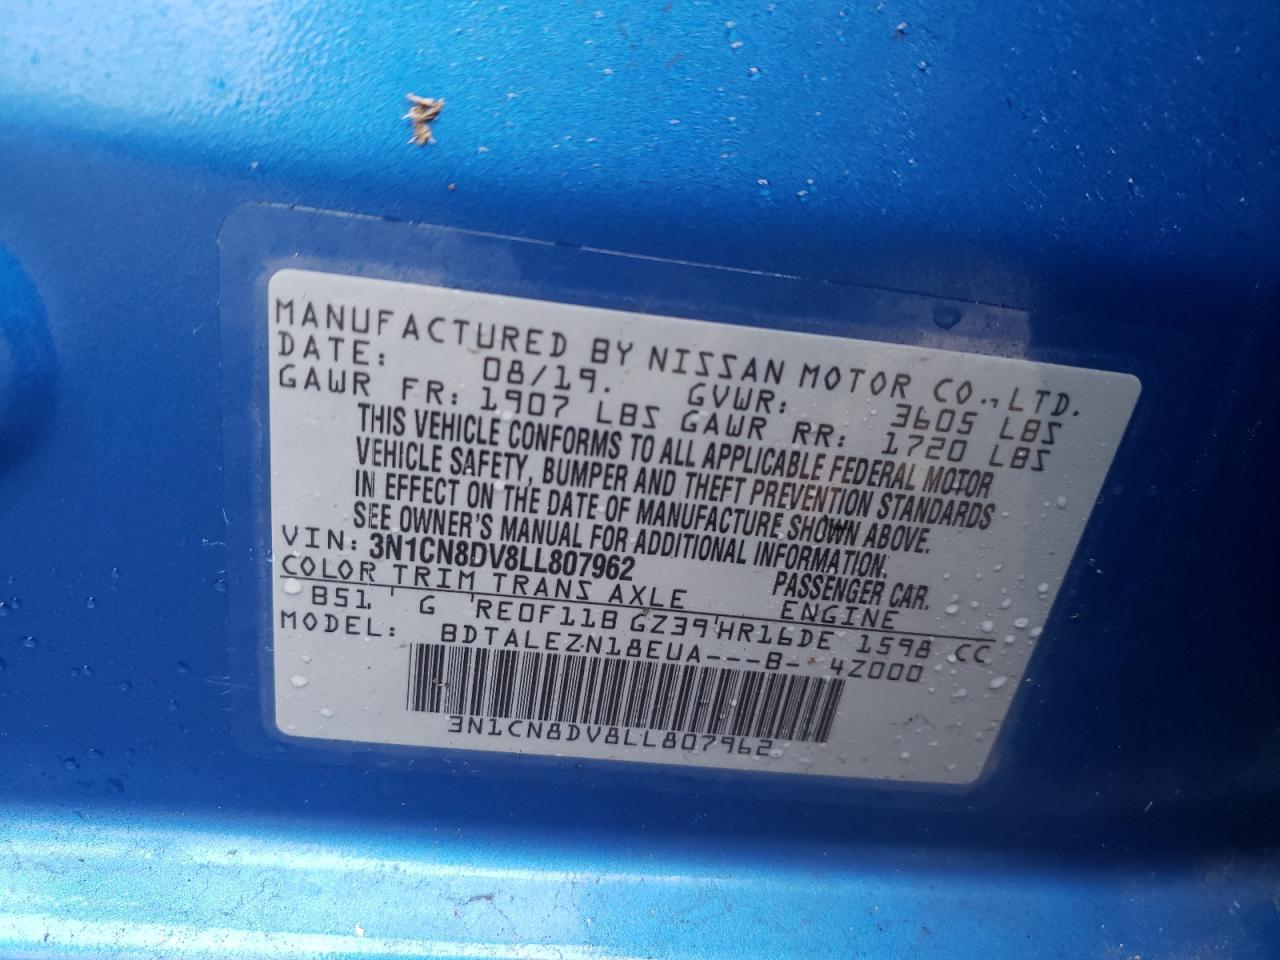 MANUFACTURED BY NISSAN MOTOR CO.,LTD.
DATE: 08/19. GVWR: 3605 LBS
GAWR FR: 1907 LBS GAWR RR: 1720 LBS
THIS VEHICLE CONFORMS TO ALL APPLICABLE FEDERAL MOTOR
VEHICLE SAFETY, BUMPER AND THEFT PREVENTION STANDARDS
IN EFFECT ON THE DATE OF MANUFACTURE SHOWN ABOVE.
SEE OWNER'S MANUAL FOR ADDITIONAL INFORMATION.
VIN: 3N1CN8DV8LL807962 PASSENGER CAR.
COLOR TRIM TRANS AXLE ENGINE
B51 G RE0F11B GZ39 HR16DE 1598 CC
MODEL: BDTALEZN18EUA---B- 4Z000
3N1CN8DV8LL807962